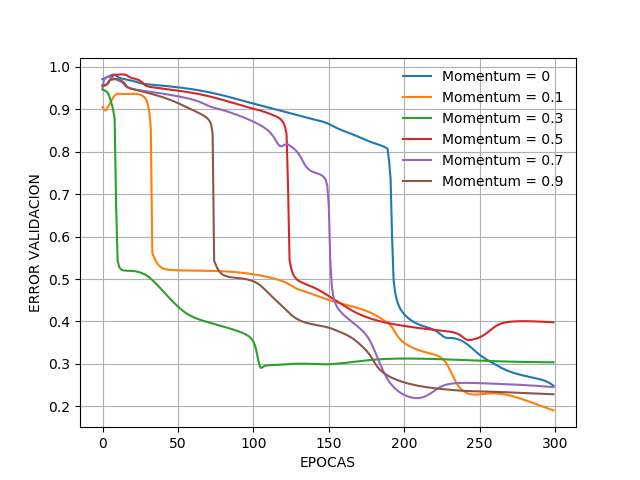 1.0
0.9
0.8
0.7
0.6
0.5
0.4
0.3
0.2
ERROR VALIDACION
Momentum = 0
Momentum = 0.1
Momentum = 0.3
Momentum = 0.5
Momentum = 0.7
Momentum = 0.9
0 50 100 150 200 250 300
EPOCAS